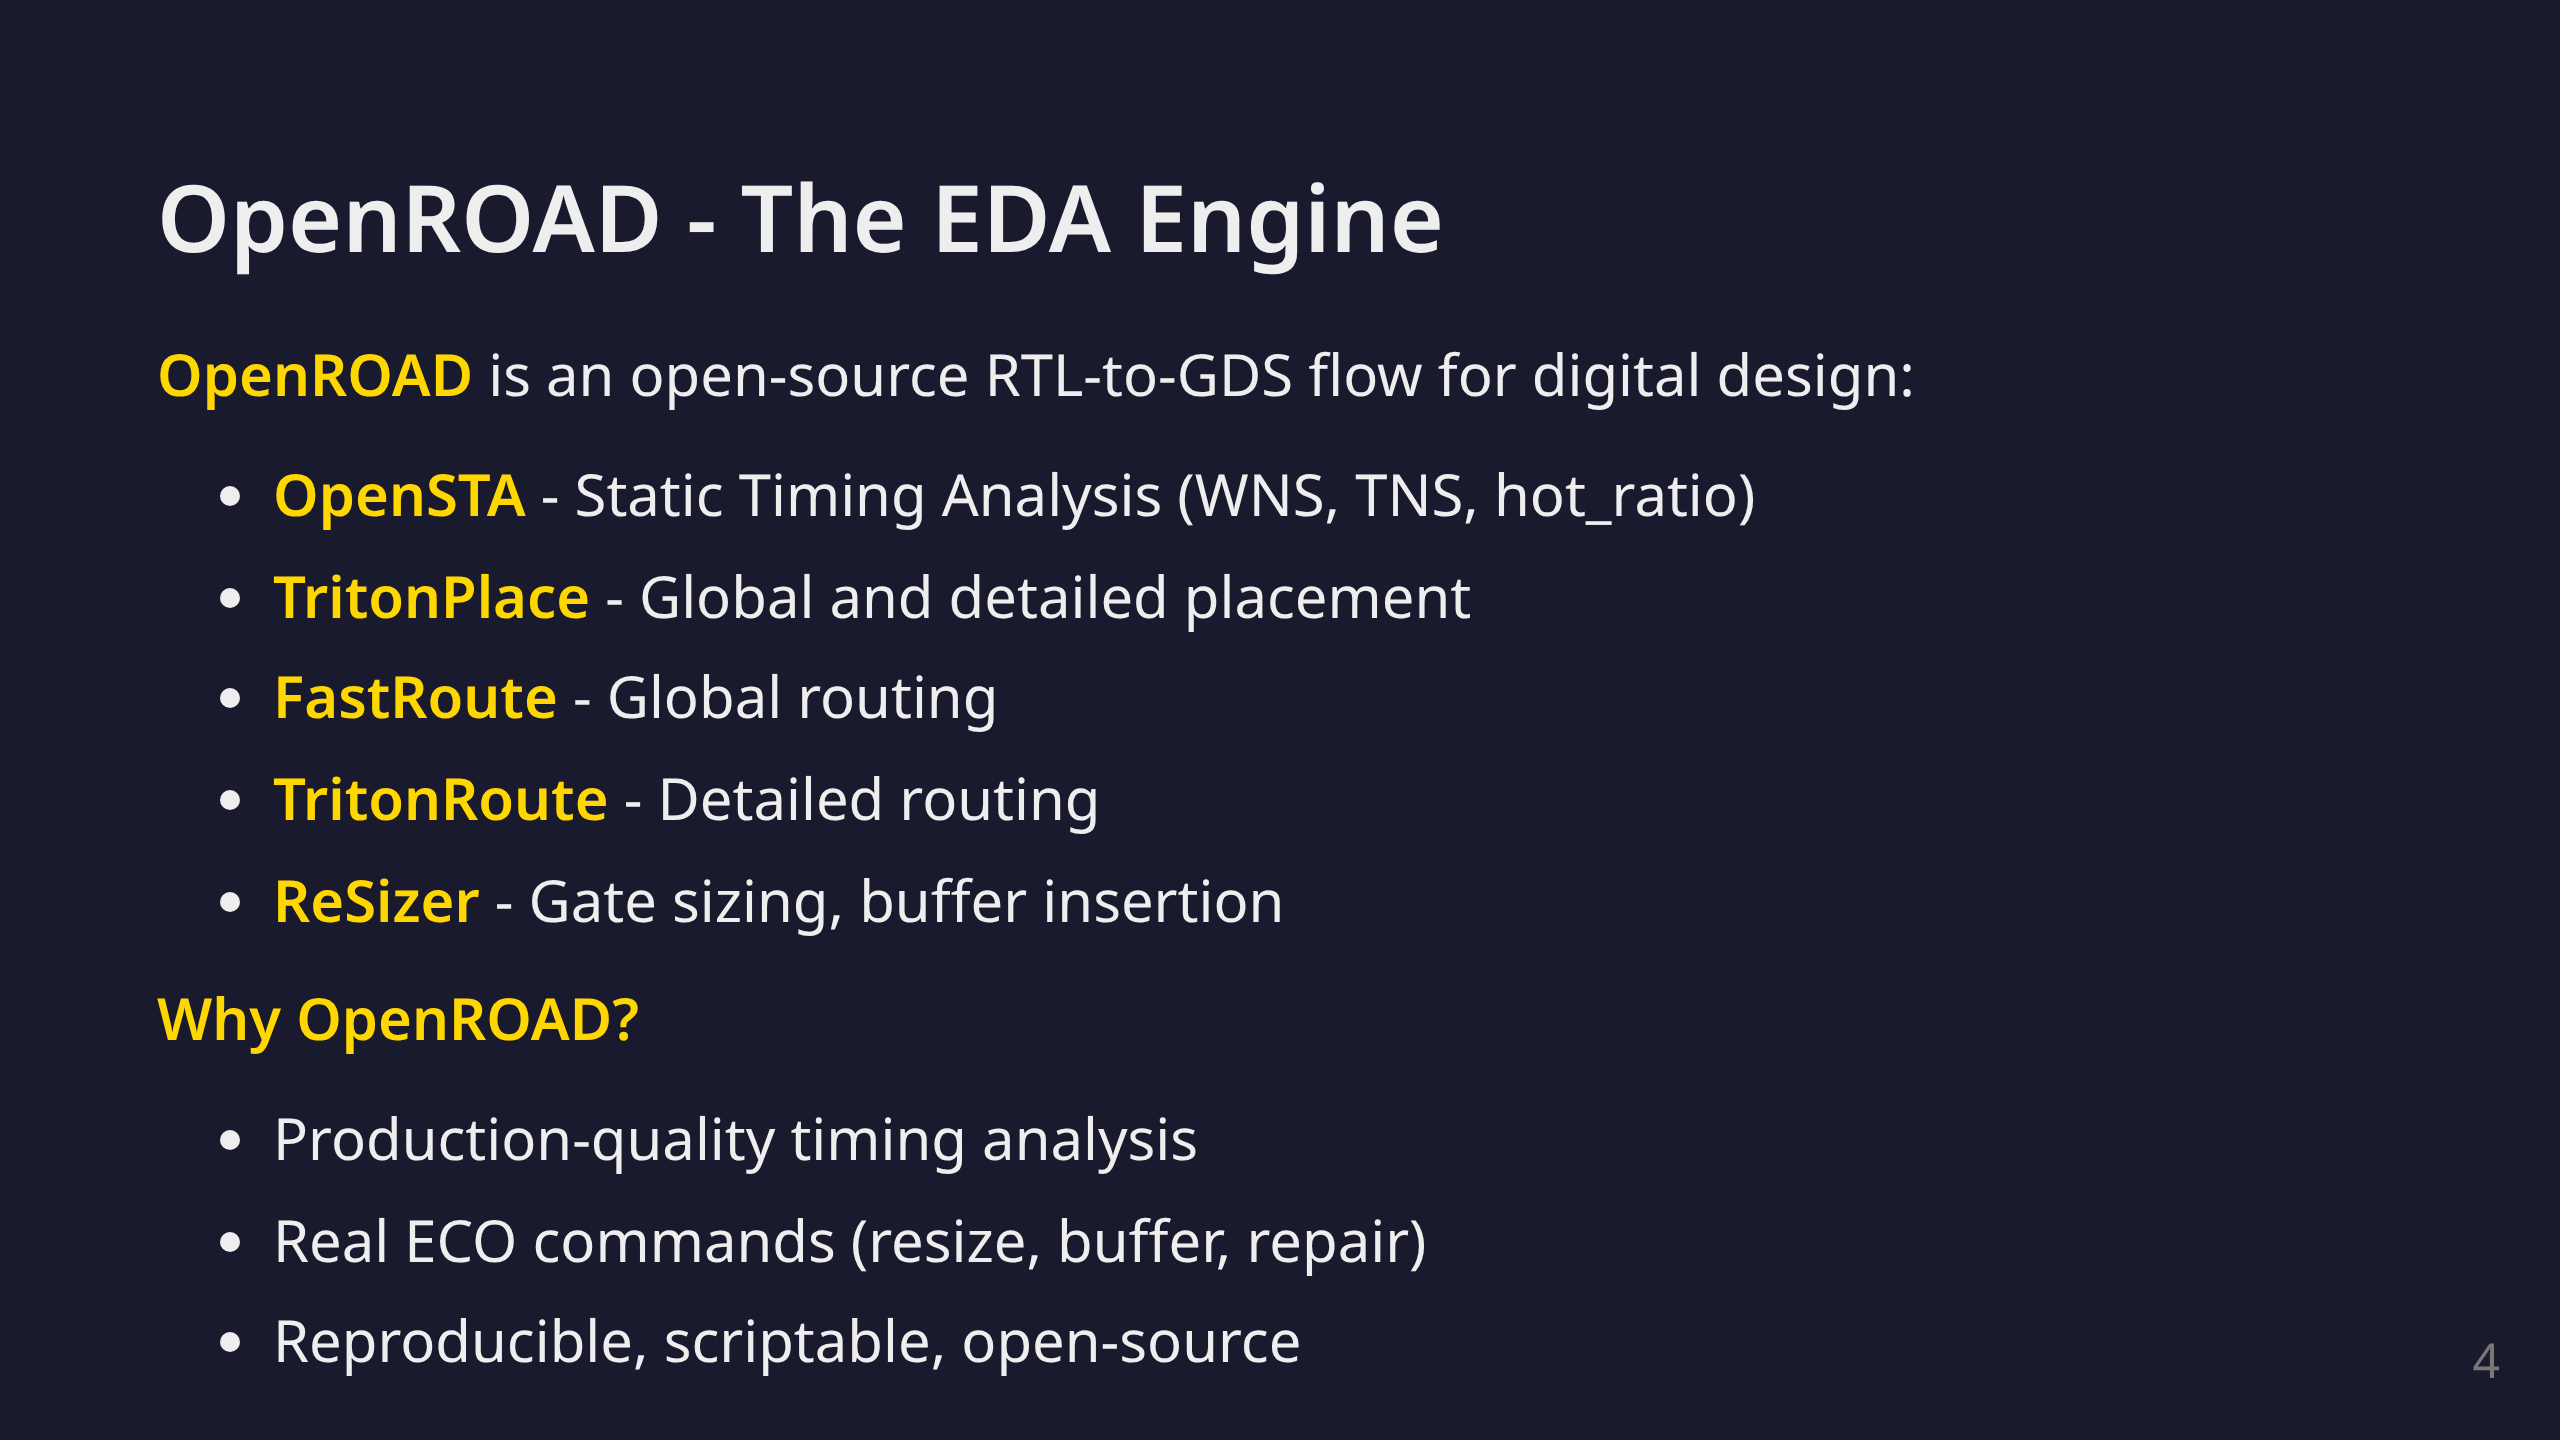 OpenROAD - The EDA Engine
OpenROAD is an open-source RTL-to-GDS flow for digital design:
• OpenSTA - Static Timing Analysis (WNS, TNS, hot_ratio)
• TritonPlace - Global and detailed placement
• FastRoute - Global routing
• TritonRoute - Detailed routing
• ReSizer - Gate sizing, buffer insertion
Why OpenROAD?
• Production-quality timing analysis
• Real ECO commands (resize, buffer, repair)
• Reproducible, scriptable, open-source
4